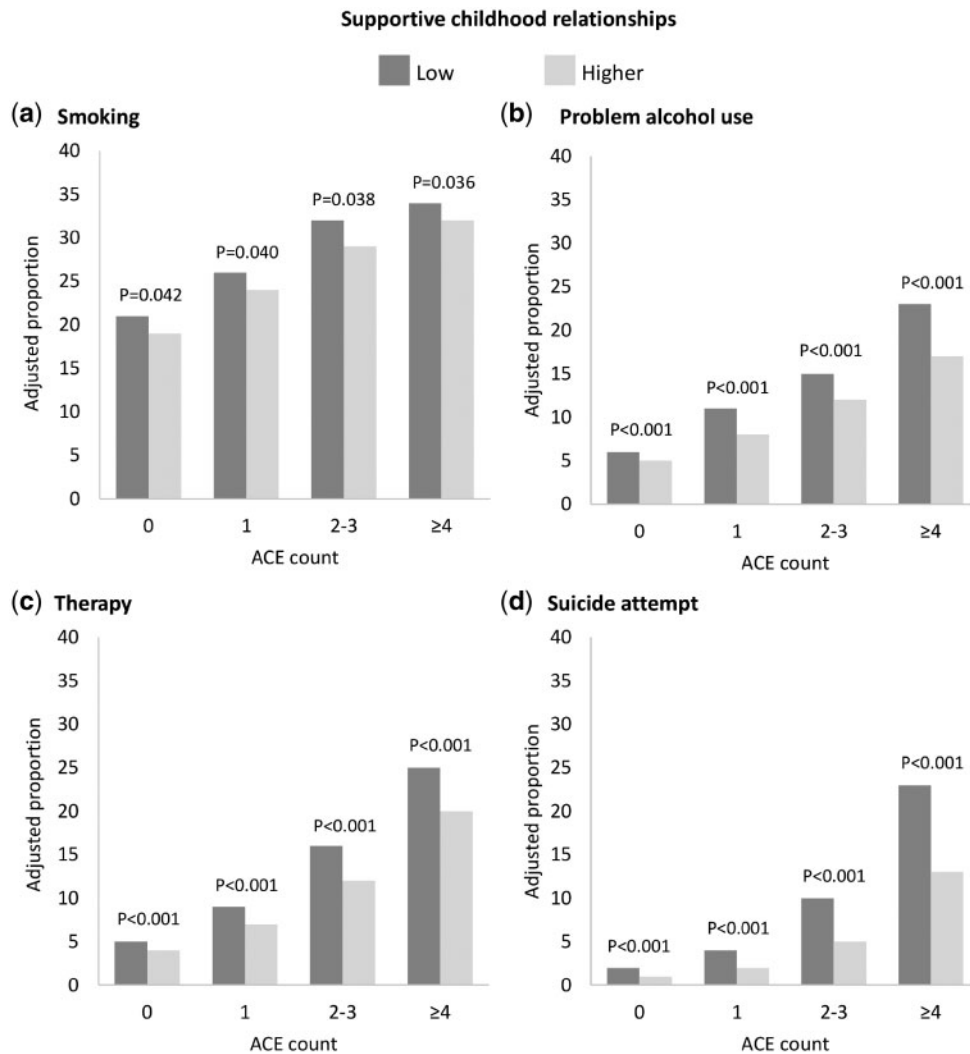 Supportive childhood relationships
Low Higher
(a) Smoking
40
35
30
25
20
15
10
5
0
Adjusted proportion
P=0.042
P=0.040
P=0.038
P=0.036
0 1 2-3 ≥4
ACE count
(b) Problem alcohol use
40
35
30
25
20
15
10
5
0
Adjusted proportion
P<0.001
P<0.001
P<0.001
P<0.001
0 1 2-3 ≥4
ACE count
(c) Therapy
40
35
30
25
20
15
10
5
0
Adjusted proportion
P<0.001
P<0.001
P<0.001
P<0.001
0 1 2-3 ≥4
ACE count
(d) Suicide attempt
40
35
30
25
20
15
10
5
0
Adjusted proportion
P<0.001
P<0.001
P<0.001
P<0.001
0 1 2-3 ≥4
ACE count